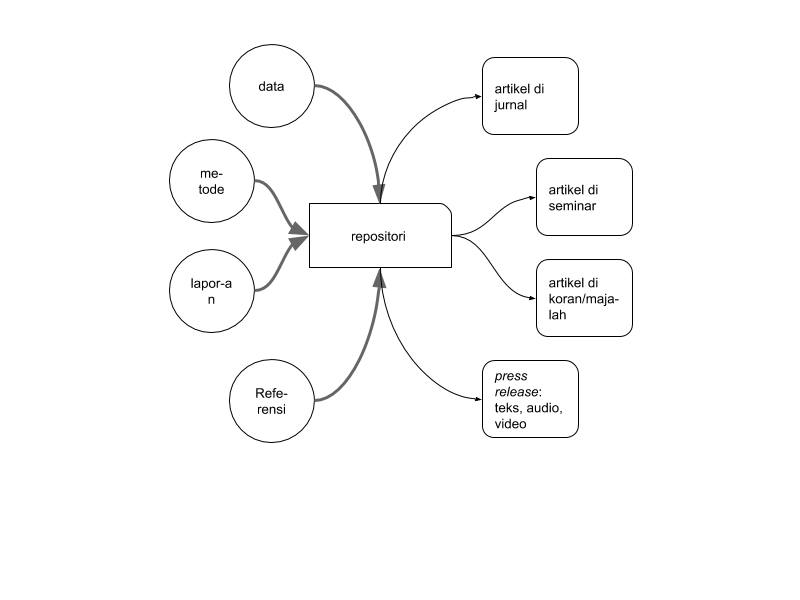 data
me-
tode
lapor-a
n
Refe-
rensi
repositori
artikel di
jurnal
artikel di
seminar
artikel di
koran/maja-
lah
press
release:
teks, audio,
video